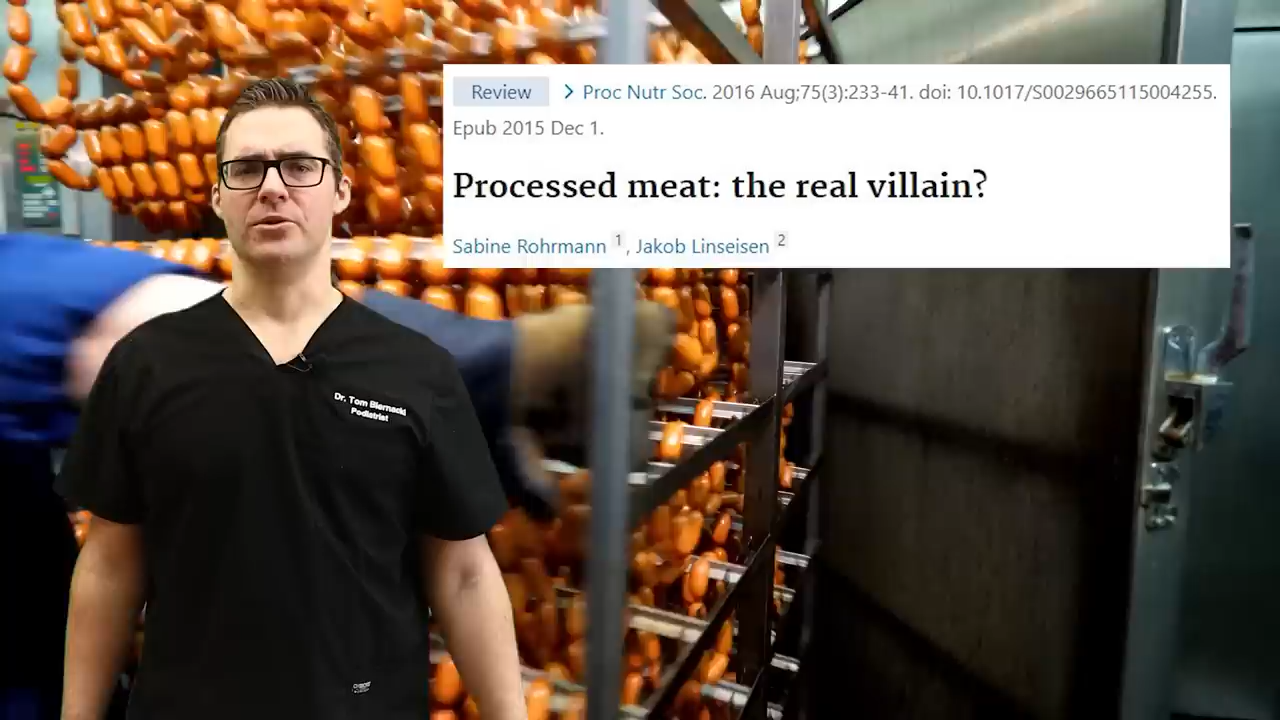 Review > Proc Nutr Soc. 2016 Aug;75(3):233-41. doi: 10.1017/S0029665115004255.
Epub 2015 Dec 1.
Processed meat: the real villain?
Sabine Rohrmann 1, Jakob Linseisen 2
Dr. Tom Biernacki
Podiatrist